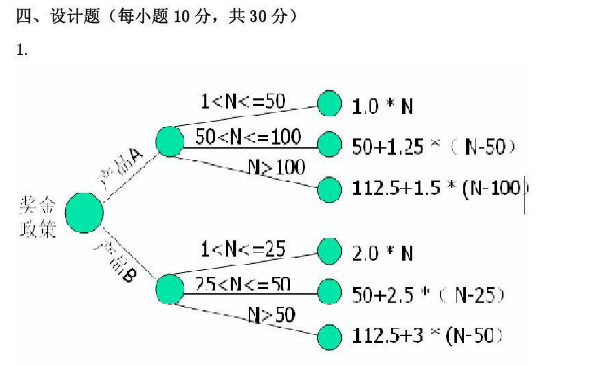 四、设计题（每小题 10 分，共 30 分）
1.
1<N<=50
1.0 * N
50<N<=100
50+1.25 *（ N-50）
产品A
N>100
112.5+1.5 * (N-100)
奖金
政策
产品B
1<N<=25
2.0 * N
25<N<=50
50+2.5 *（ N-25）
N>50
112.5+3 * (N-50）